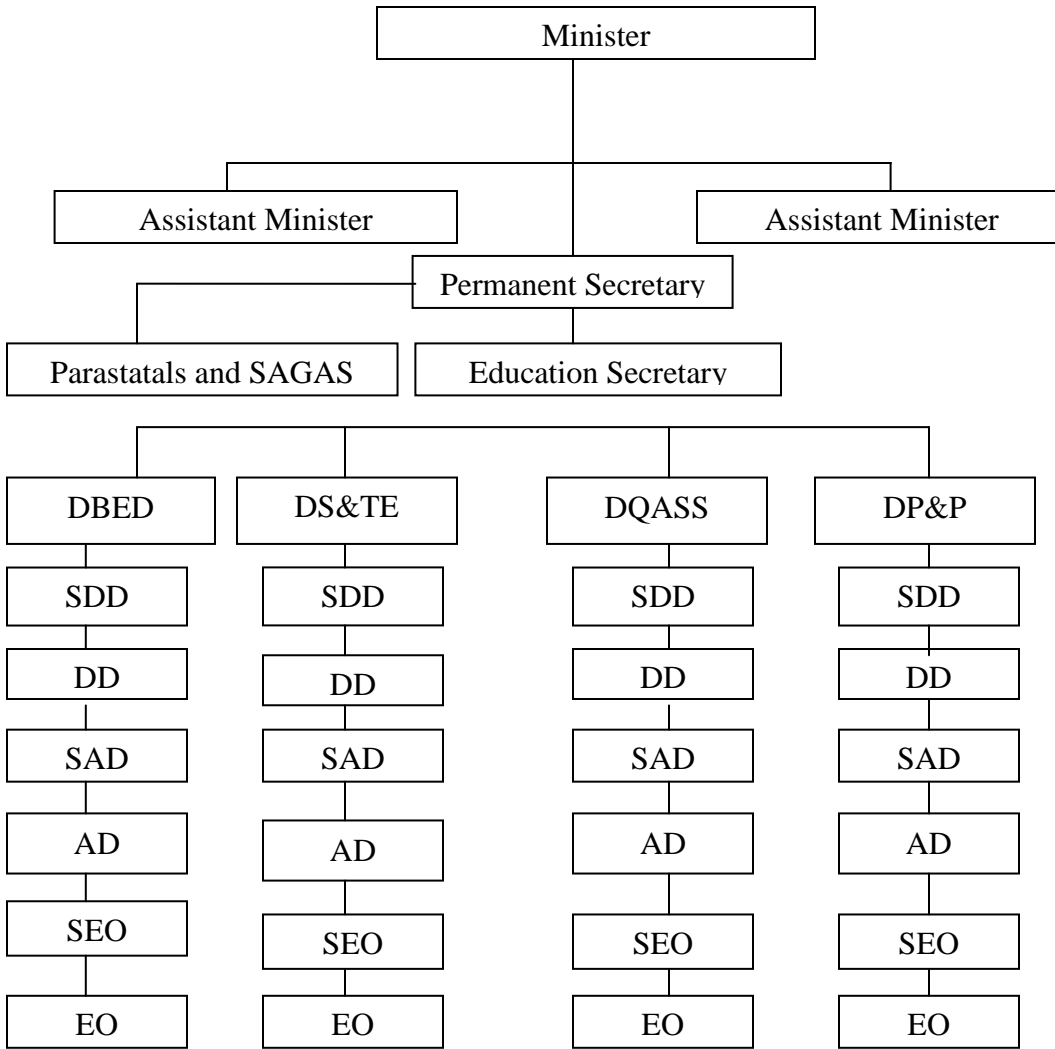 Minister
Assistant Minister
Assistant Minister
Permanent Secretary
Parastatals and SAGAS
Education Secretary
DBED
DS&TE
DQASS
DP&P
SDD
SDD
SDD
SDD
DD
DD
DD
DD
SAD
SAD
SAD
SAD
AD
AD
AD
AD
SEO
SEO
SEO
SEO
EO
EO
EO
EO